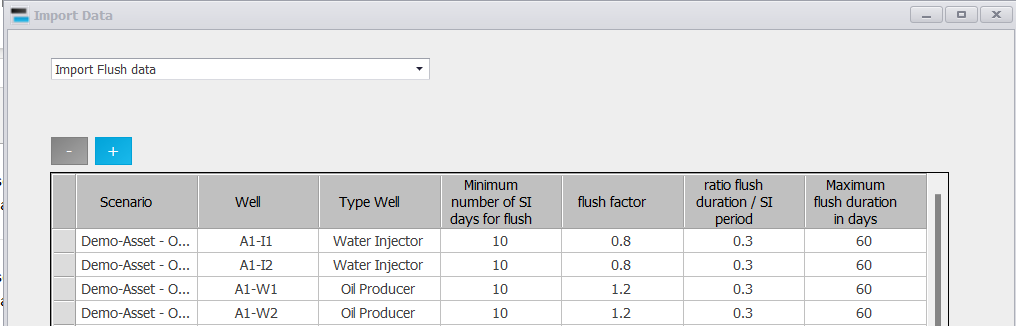 Import Data
Import Flush data
- +
Scenario Well Type Well Minimum number of SI days for flush flush factor ratio flush duration / SI period Maximum flush duration in days
Demo-Asset - O... A1-I1 Water Injector 10 0.8 0.3 60
Demo-Asset - O... A1-I2 Water Injector 10 0.8 0.3 60
Demo-Asset - O... A1-W1 Oil Producer 10 1.2 0.3 60
Demo-Asset - O... A1-W2 Oil Producer 10 1.2 0.3 60